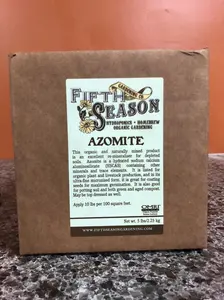 GARDENER'S
FIFTH
SEASON
HYDROPONICS • HOMEBREW
ORGANIC GARDENING
AZOMITE
This organic and naturally mined product
is an excellent re-mineralizer for depleted
soils. Azomite is a hydrated sodium calcium
aluminosilicate (HSCAS) containing other
minerals and trace elements. It is listed for
organic plant and livestock production, and is in
ultra-fine micronized form, it is great for coating
seeds for maximum germination. It is also good
for potting soil and both green and aged compost.
May be top dressed as well.
Apply 10 lbs per 100 square feet.
OMRI
Net wt. 5 lbs/2.25 kg
WWW.FIFTHSEASONGARDENING.COM